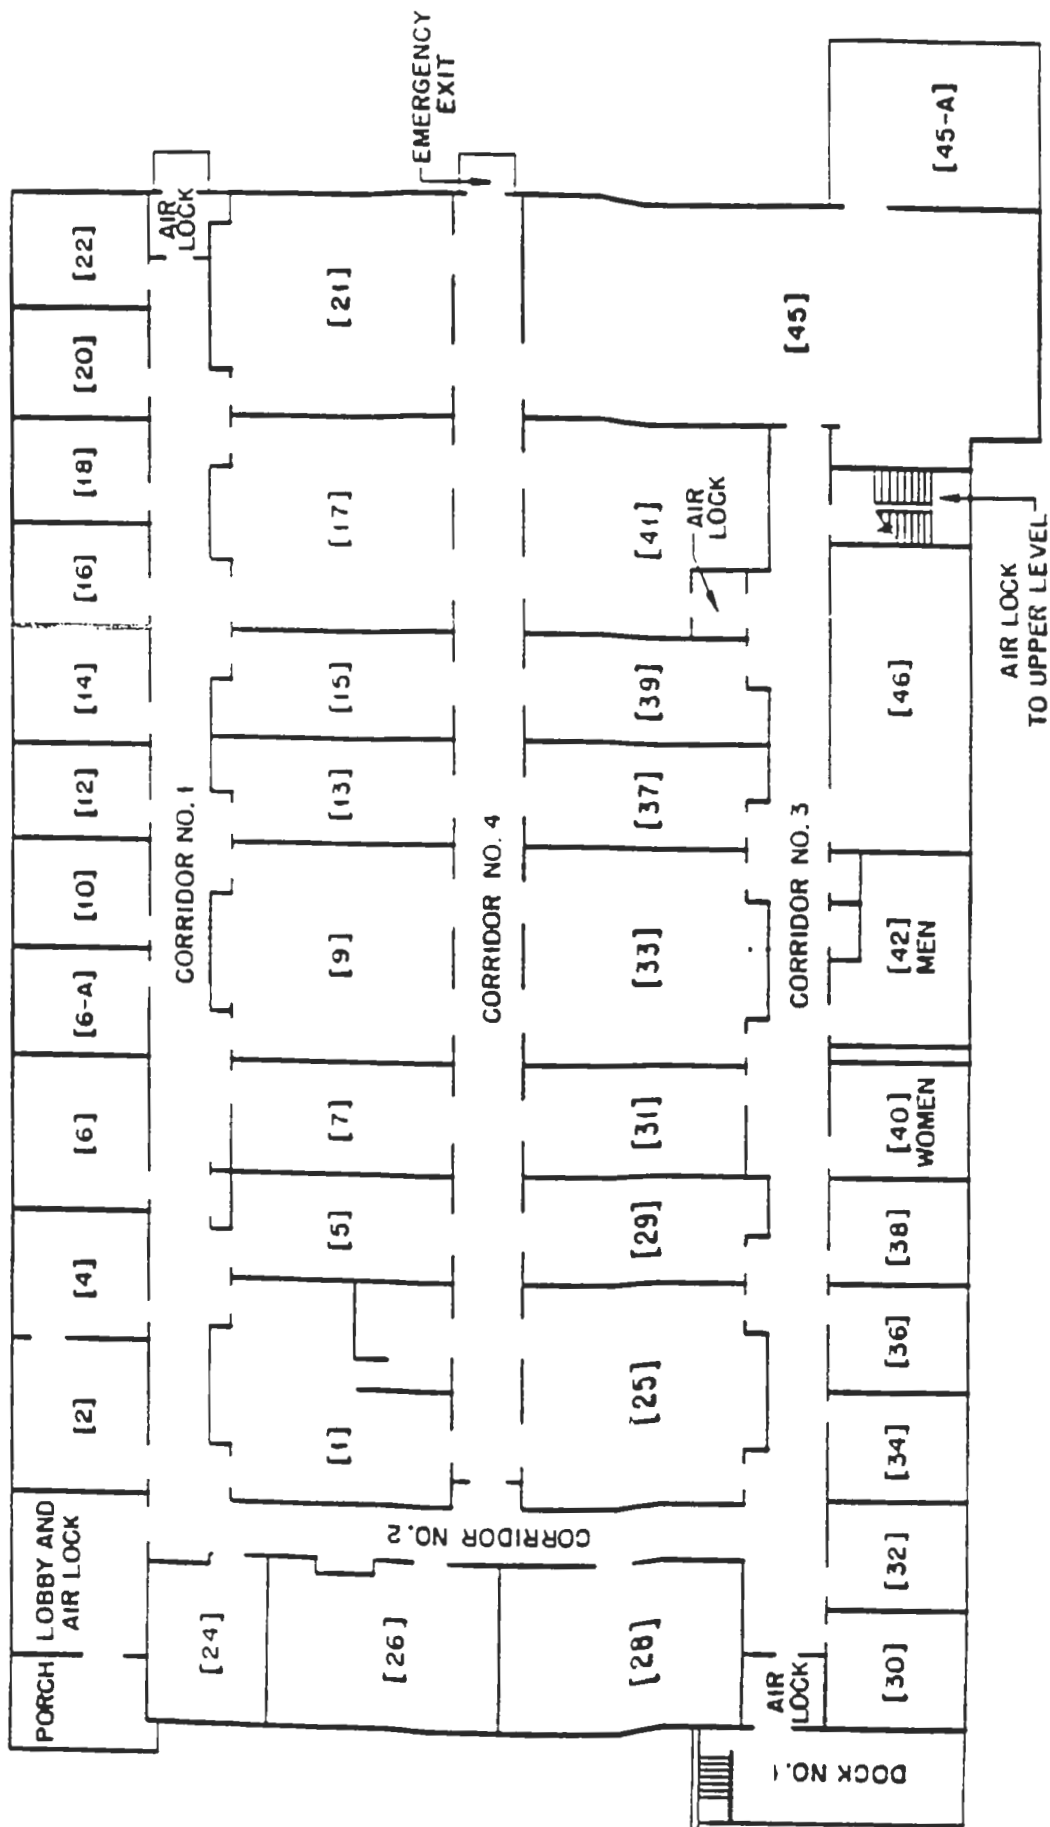 PORCH
LOBBY AND
AIR LOCK
[2]
[4]
[6]
[6-A]
[10]
[12]
[14]
[16]
[18]
[20]
[22]
AIR
LOCK
CORRIDOR NO. 1
[24]
[1]
[5]
[7]
[9]
[13]
[15]
[17]
[21]
[26]
CORRIDOR NO. 2
CORRIDOR NO. 4
EMERGENCY
EXIT
[28]
[25]
[29]
[31]
[33]
[37]
[39]
[41]
AIR
LOCK
[45]
[45-A]
AIR
LOCK
CORRIDOR NO. 3
DOCK NO. 1
[30]
[32]
[34]
[36]
[38]
[40]
WOMEN
[42]
MEN
[46]
AIR LOCK
TO UPPER LEVEL